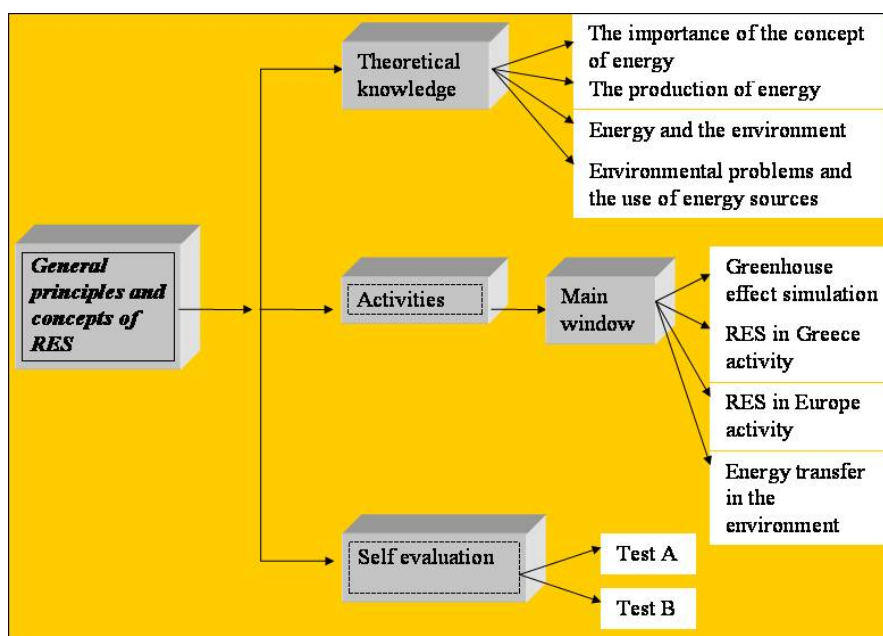 Theoretical
knowledge
The importance of the concept
of energy
The production of energy
Energy and the environment
Environmental problems and
the use of energy sources
General
principles and
concepts of
RES
Activities
Main
window
Greenhouse
effect simulation
RES in Greece
activity
RES in Europe
activity
Energy transfer
in the
environment
Self evaluation
Test A
Test B